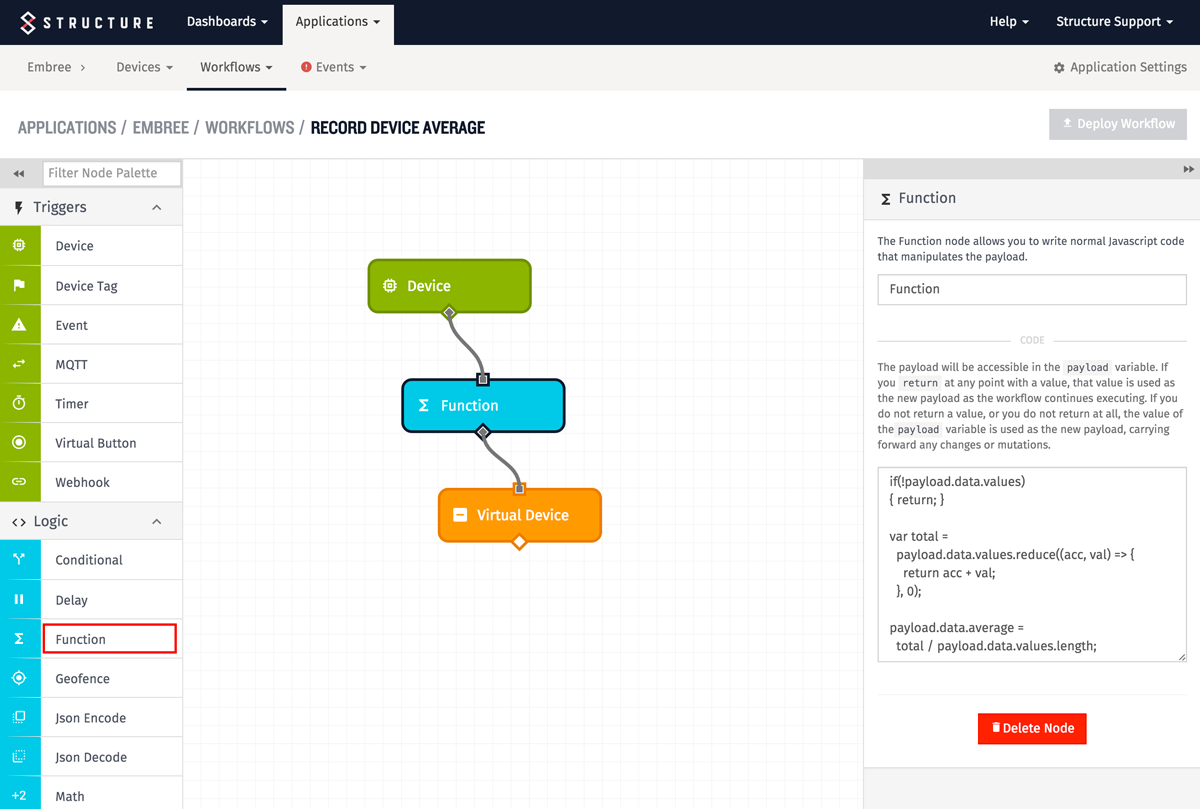 STRUCTURE
Dashboards
Applications
Help
Structure Support
Embree
Devices
Workflows
Events
Application Settings
APPLICATIONS / EMBREE / WORKFLOWS / RECORD DEVICE AVERAGE
Deploy Workflow
Filter Node Palette
Triggers
Device
Device Tag
Event
MQTT
Timer
Virtual Button
Webhook
<> Logic
Conditional
Delay
Σ Function
Geofence
Json Encode
Json Decode
+2 Math
Device
Σ Function
Virtual Device
Σ Function
The Function node allows you to write normal Javascript code
that manipulates the payload.
Function
CODE
The payload will be accessible in the payload variable. If
you return at any point with a value, that value is used as
the new payload as the workflow continues executing. If you
do not return a value, or you do not return at all, the value of
the payload variable is used as the new payload, carrying
forward any changes or mutations.
if(!payload.data.values)
{ return; }
var total =
payload.data.values.reduce((acc, val) => {
return acc + val;
}, 0);
payload.data.average =
total / payload.data.values.length;
Delete Node